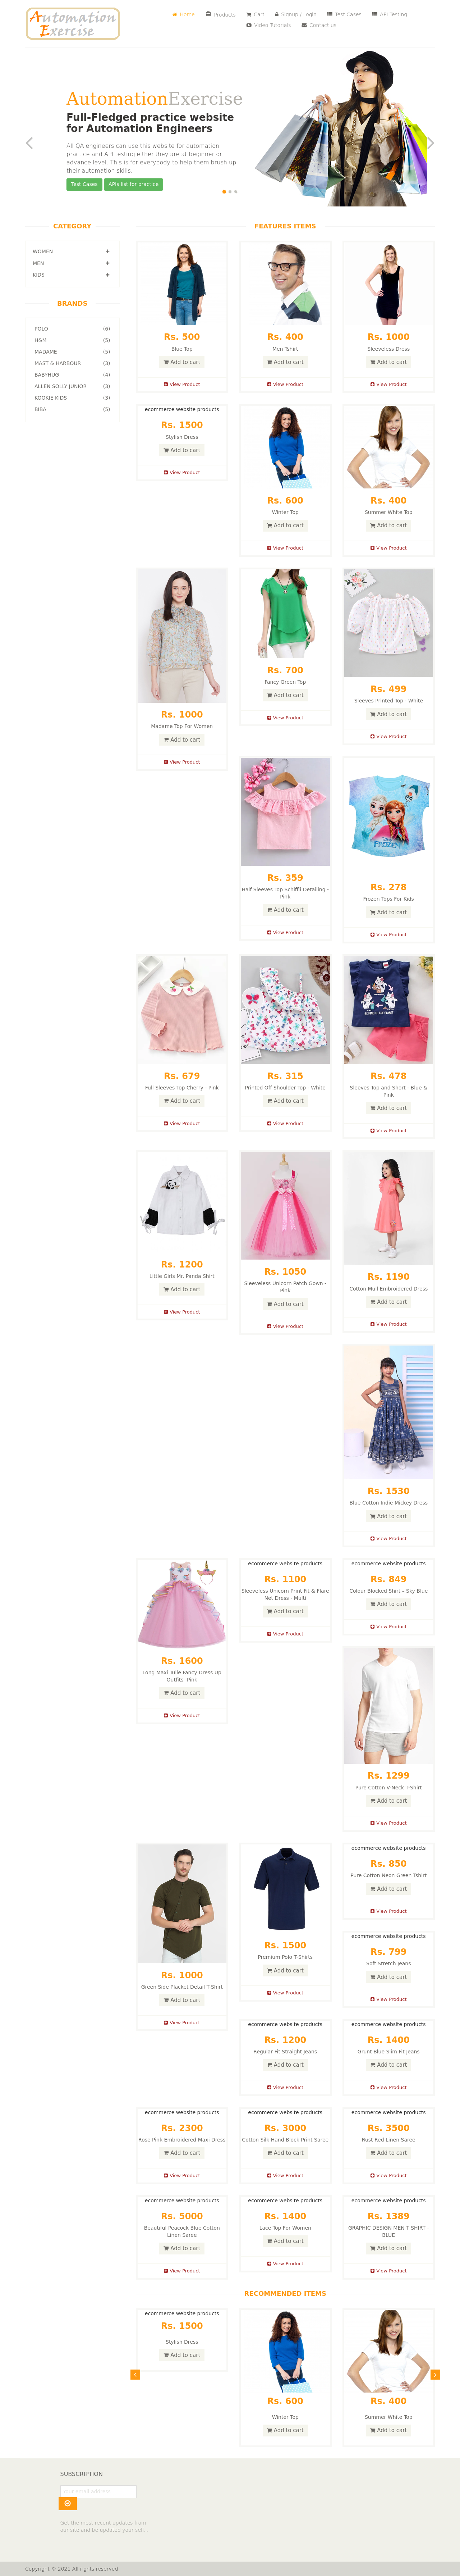 Automation
Exercise
Home
Products
Cart
Signup / Login
Test Cases
API Testing
Video Tutorials
Contact us
AutomationExercise
Full-Fledged practice website
for Automation Engineers
All QA engineers can use this website for automation
practice and API testing either they are at beginner or
advance level. This is for everybody to help them brush up
their automation skills.
Test Cases
APIs list for practice
CATEGORY
WOMEN
MEN
KIDS
BRANDS
POLO (6)
H&M (5)
MADAME (5)
MAST & HARBOUR (3)
BABYHUG (4)
ALLEN SOLLY JUNIOR (3)
KOOKIE KIDS (3)
BIBA (5)
FEATURES ITEMS
Rs. 500
Blue Top
Add to cart
View Product
Rs. 400
Men Tshirt
Add to cart
View Product
Rs. 1000
Sleeveless Dress
Add to cart
View Product
ecommerce website products
Rs. 1500
Stylish Dress
Add to cart
View Product
Rs. 600
Winter Top
Add to cart
View Product
Rs. 400
Summer White Top
Add to cart
View Product
Rs. 1000
Madame Top For Women
Add to cart
View Product
Rs. 700
Fancy Green Top
Add to cart
View Product
Rs. 499
Sleeves Printed Top - White
Add to cart
View Product
Rs. 359
Half Sleeves Top Schiffli Detailing -
Pink
Add to cart
View Product
FROZEN
Rs. 278
Frozen Tops For Kids
Add to cart
View Product
Rs. 679
Full Sleeves Top Cherry - Pink
Add to cart
View Product
Rs. 315
Printed Off Shoulder Top - White
Add to cart
View Product
Rs. 478
Sleeves Top and Short - Blue &
Pink
Add to cart
View Product
Rs. 1200
Little Girls Mr. Panda Shirt
Add to cart
View Product
Rs. 1050
Sleeveless Unicorn Patch Gown -
Pink
Add to cart
View Product
Rs. 1190
Cotton Mull Embroidered Dress
Add to cart
View Product
Rs. 1530
Blue Cotton Indie Mickey Dress
Add to cart
View Product
Rs. 1600
Long Maxi Tulle Fancy Dress Up
Outfits -Pink
Add to cart
View Product
ecommerce website products
Rs. 1100
Sleeveless Unicorn Print Fit & Flare
Net Dress - Multi
Add to cart
View Product
ecommerce website products
Rs. 849
Colour Blocked Shirt – Sky Blue
Add to cart
View Product
Rs. 1299
Pure Cotton V-Neck T-Shirt
Add to cart
View Product
Rs. 1000
Green Side Placket Detail T-Shirt
Add to cart
View Product
Rs. 1500
Premium Polo T-Shirts
Add to cart
View Product
ecommerce website products
Rs. 850
Pure Cotton Neon Green Tshirt
Add to cart
View Product
ecommerce website products
Rs. 799
Soft Stretch Jeans
Add to cart
View Product
ecommerce website products
Rs. 1200
Regular Fit Straight Jeans
Add to cart
View Product
ecommerce website products
Rs. 1400
Grunt Blue Slim Fit Jeans
Add to cart
View Product
ecommerce website products
Rs. 2300
Rose Pink Embroidered Maxi Dress
Add to cart
View Product
ecommerce website products
Rs. 3000
Cotton Silk Hand Block Print Saree
Add to cart
View Product
ecommerce website products
Rs. 3500
Rust Red Linen Saree
Add to cart
View Product
ecommerce website products
Rs. 5000
Beautiful Peacock Blue Cotton
Linen Saree
Add to cart
View Product
ecommerce website products
Rs. 1400
Lace Top For Women
Add to cart
View Product
ecommerce website products
Rs. 1389
GRAPHIC DESIGN MEN T SHIRT -
BLUE
Add to cart
View Product
RECOMMENDED ITEMS
ecommerce website products
Rs. 1500
Stylish Dress
Add to cart
Rs. 600
Winter Top
Add to cart
Rs. 400
Summer White Top
Add to cart
SUBSCRIPTION
Your email address
Get the most recent updates from
our site and be updated your self...
Copyright © 2021 All rights reserved